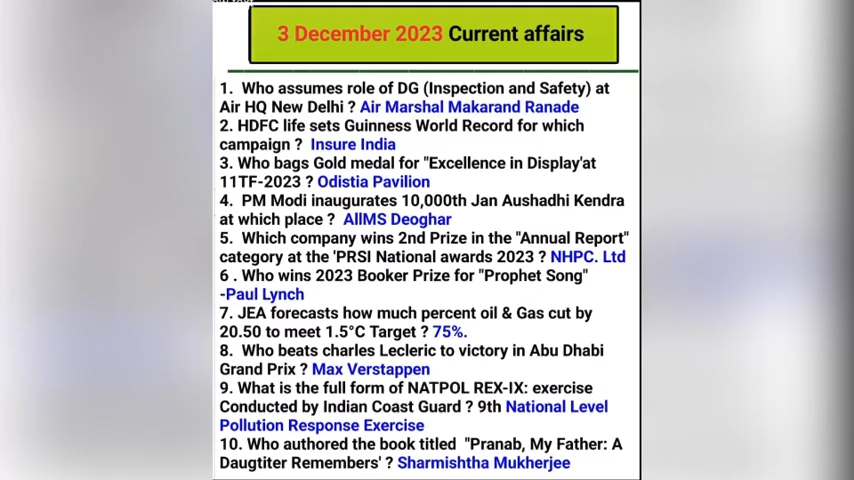 3 December 2023 Current affairs
1. Who assumes role of DG (Inspection and Safety) at
Air HQ New Delhi ? Air Marshal Makarand Ranade
2. HDFC life sets Guinness World Record for which
campaign ? Insure India
3. Who bags Gold medal for "Excellence in Display'at
11TF-2023 ? Odistia Pavilion
4. PM Modi inaugurates 10,000th Jan Aushadhi Kendra
at which place ? AllMS Deoghar
5. Which company wins 2nd Prize in the "Annual Report"
category at the 'PRSI National awards 2023 ? NHPC. Ltd
6 . Who wins 2023 Booker Prize for "Prophet Song"
-Paul Lynch
7. JEA forecasts how much percent oil & Gas cut by
20.50 to meet 1.5°C Target ? 75%.
8. Who beats charles Lecleric to victory in Abu Dhabi
Grand Prix ? Max Verstappen
9. What is the full form of NATPOL REX-IX: exercise
Conducted by Indian Coast Guard ? 9th National Level
Pollution Response Exercise
10. Who authored the book titled "Pranab, My Father: A
Daugtiter Remembers' ? Sharmishtha Mukherjee